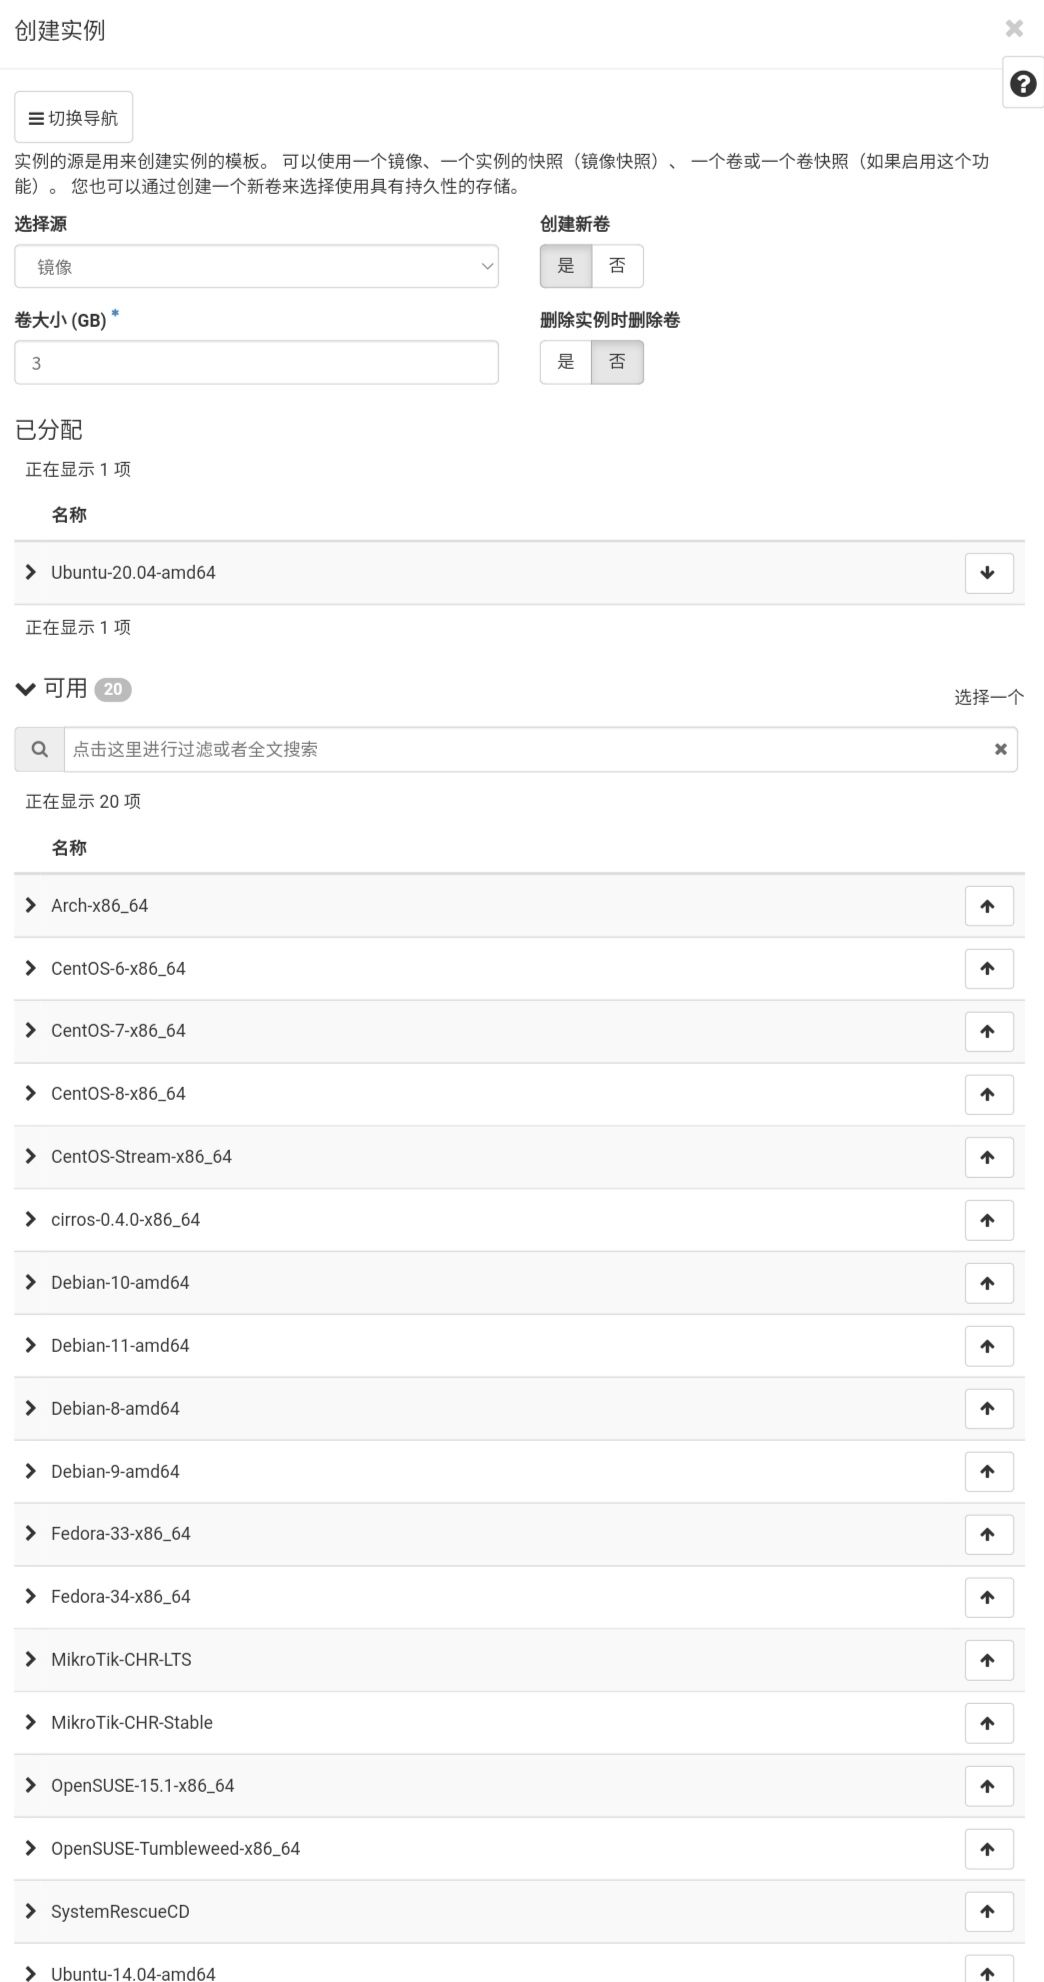 创建实例
切换导航
实例的源是用来创建实例的模板。 可以使用一个镜像、一个实例的快照（镜像快照）、 一个卷或一个卷快照（如果启用这个功
能）。 您也可以通过创建一个新卷来选择使用具有持久性的存储。
选择源 创建新卷
镜像 是 否
卷大小 (GB) * 删除实例时删除卷
3 是 否
已分配
正在显示 1 项
名称
Ubuntu-20.04-amd64
正在显示 1 项
可用 20
选择一个
点击这里进行过滤或者全文搜索
正在显示 20 项
名称
Arch-x86_64
CentOS-6-x86_64
CentOS-7-x86_64
CentOS-8-x86_64
CentOS-Stream-x86_64
cirros-0.4.0-x86_64
Debian-10-amd64
Debian-11-amd64
Debian-8-amd64
Debian-9-amd64
Fedora-33-x86_64
Fedora-34-x86_64
MikroTik-CHR-LTS
MikroTik-CHR-Stable
OpenSUSE-15.1-x86_64
OpenSUSE-Tumbleweed-x86_64
SystemRescueCD
Ubuntu-14.04-amd64